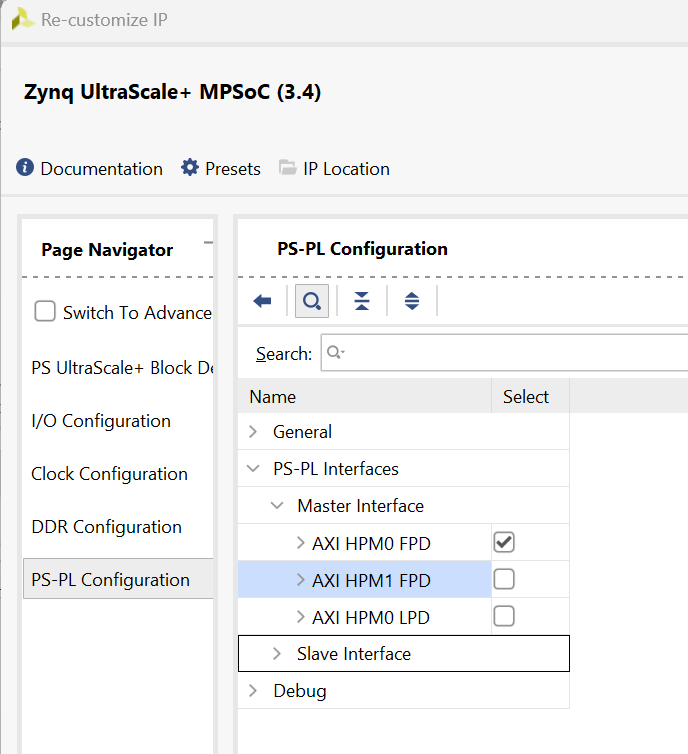 Re-customize IP
Zynq UltraScale+ MPSoC (3.4)
Documentation Presets IP Location
Page Navigator
Switch To Advance
PS UltraScale+ Block De
I/O Configuration
Clock Configuration
DDR Configuration
PS-PL Configuration
PS-PL Configuration
Search:
Name Select
General
PS-PL Interfaces
Master Interface
AXI HPM0 FPD
AXI HPM1 FPD
AXI HPM0 LPD
Slave Interface
Debug